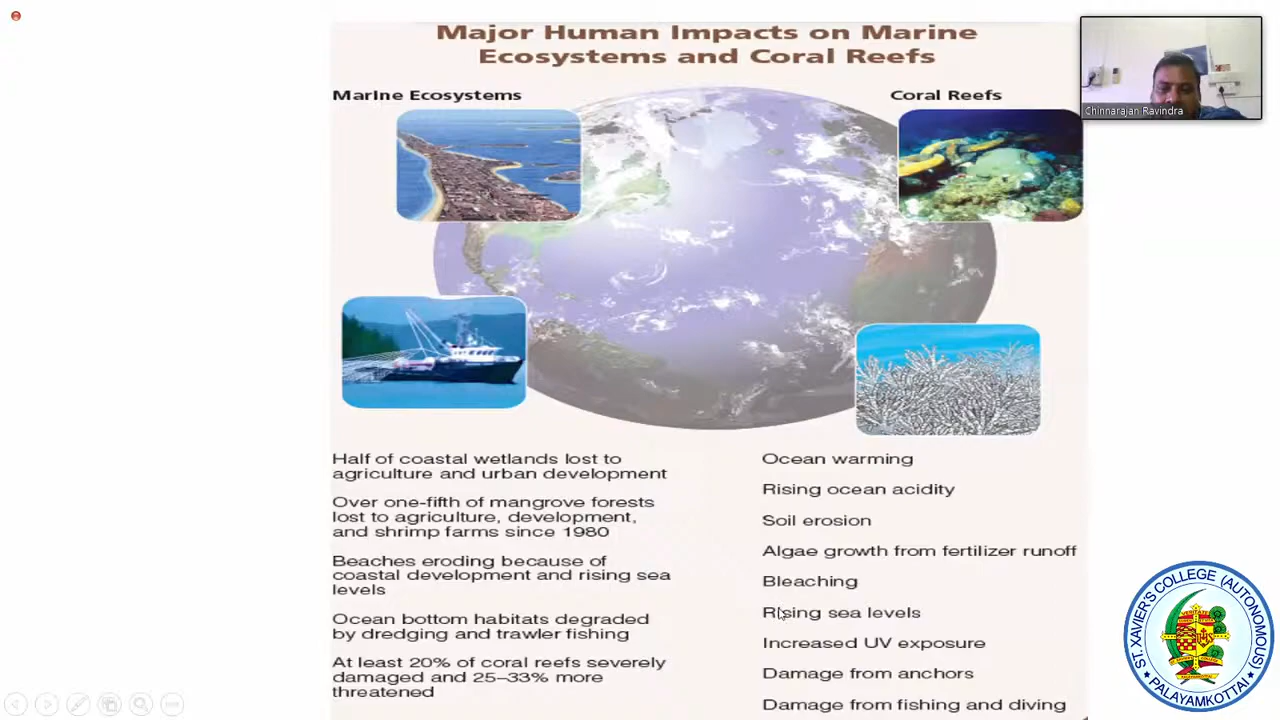 Major Human Impacts on Marine
Ecosystems and Coral Reefs
Marine Ecosystems
Coral Reefs
Chinnarajan Ravindra
Half of coastal wetlands lost to
agriculture and urban development
Over one-fifth of mangrove forests
lost to agriculture, development,
and shrimp farms since 1980
Beaches eroding because of
coastal development and rising sea
levels
Ocean bottom habitats degraded
by dredging and trawler fishing
At least 20% of coral reefs severely
damaged and 25–33% more
threatened
Ocean warming
Rising ocean acidity
Soil erosion
Algae growth from fertilizer runoff
Bleaching
Rising sea levels
Increased UV exposure
Damage from anchors
Damage from fishing and diving
ST. XAVIER'S COLLEGE (AUTONOMOUS)
PALAYAMKOTTAI